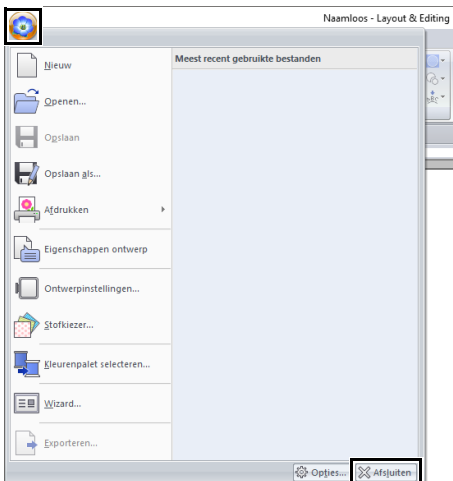 Naamloos - Layout & Editing
Meest recent gebruikte bestanden
Nieuw
Openen...
Opslaan
Opslaan als...
Afdrukken
Eigenschappen ontwerp
Ontwerpinstellingen...
Stofkiezer...
Kleurenpalet selecteren...
Wizard...
Exporteren...
Opties...
Afsluiten